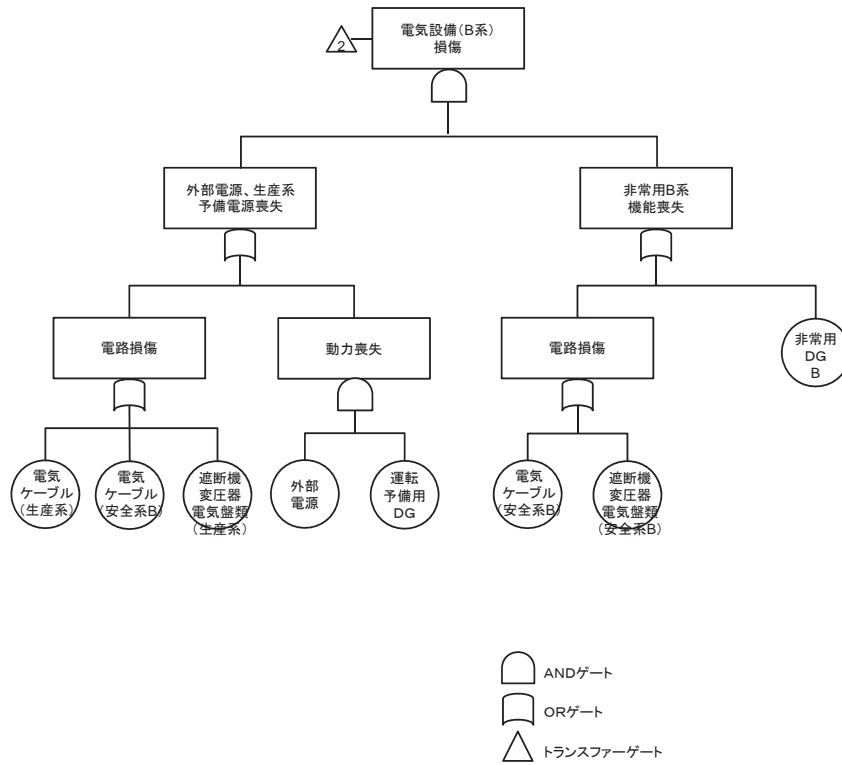 電気設備(B系)
損傷
2
外部電源、生産系
予備電源喪失
非常用B系
機能喪失
電路損傷
動力喪失
電路損傷
非常用
DG
B
電気
ケーブル
(生産系)
電気
ケーブル
(安全系B)
遮断機
変圧器
電気盤類
(生産系)
外部
電源
運転
予備用
DG
電気
ケーブル
(安全系B)
遮断機
変圧器
電気盤類
(安全系B)
ANDゲート
ORゲート
トランスファーゲート